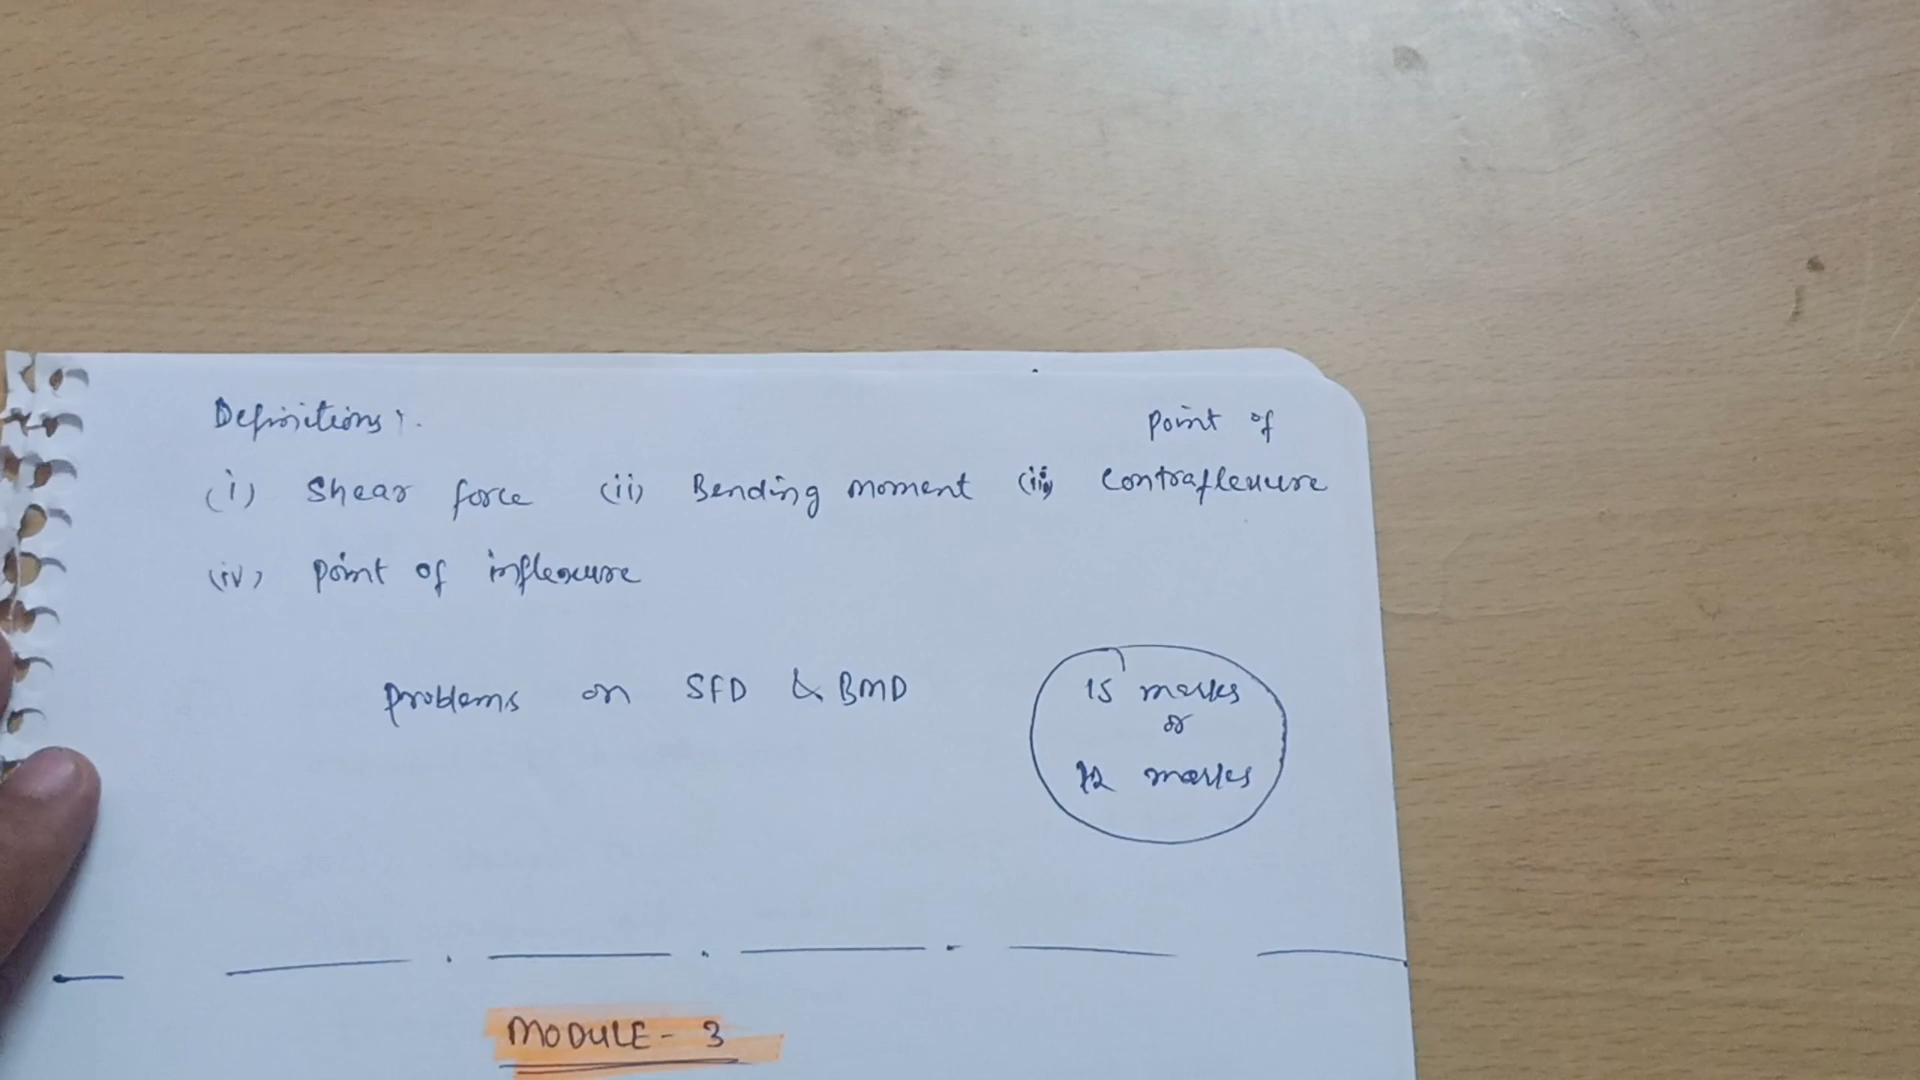 Definitions :-
Point of
(i) Shear force (ii) Bending moment (iii) Contraflexure
(iv) Point of inflexure
Problems on SFD & BMD
15 marks
or
12 marks
MODULE - 3